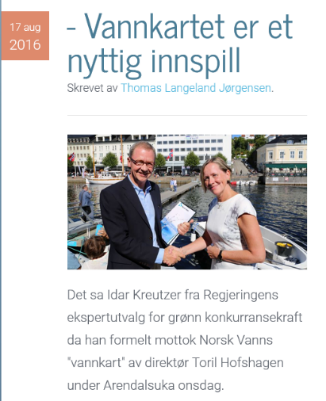 17 aug
2016
- Vannkartet er et
nyttig innspill
Skrevet av Thomas Langeland Jørgensen.
Det sa Idar Kreutzer fra Regjeringens
ekspertutvalg for grønn konkurransekraft
da han formelt mottok Norsk Vanns
"vannkart" av direktør Toril Hofshagen
under Arendalsuka onsdag.